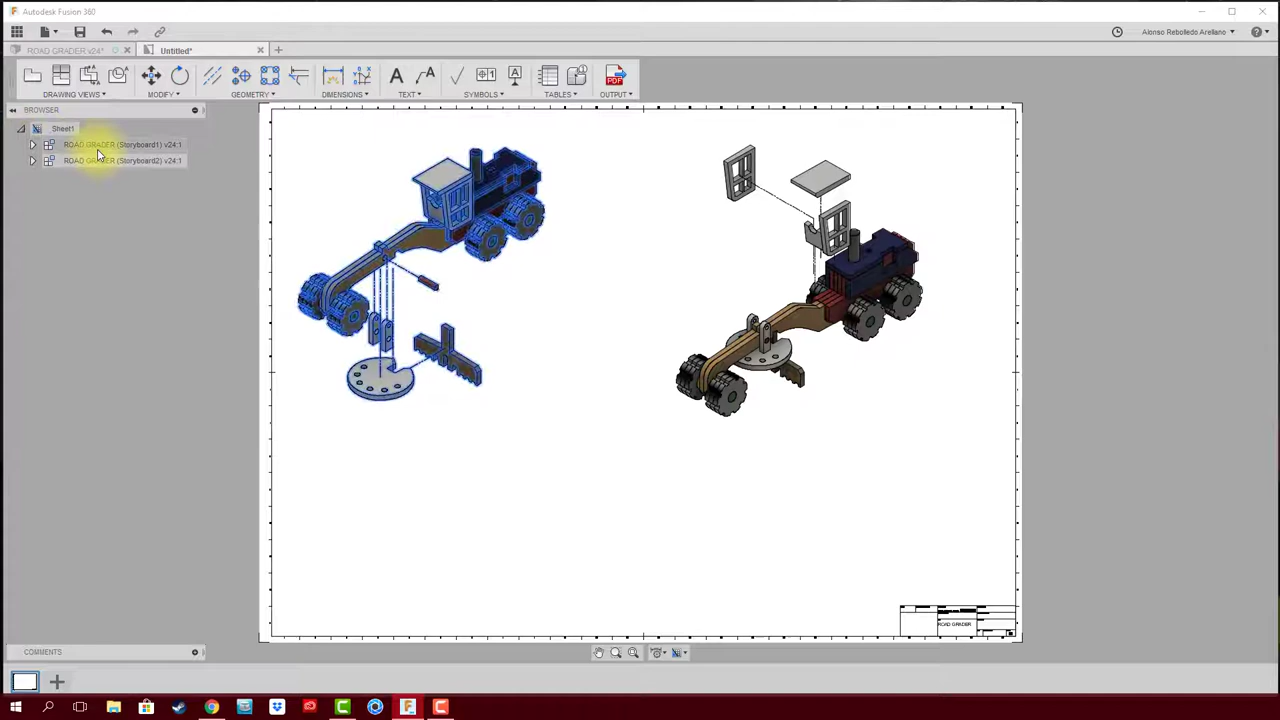 Autodesk Fusion 360
Alonso Rebolledo Arellano
ROAD GRADER v24*
Untitled*
DRAWING VIEWS
MODIFY
GEOMETRY
DIMENSIONS
TEXT
SYMBOLS
TABLES
OUTPUT
PDF
BROWSER
Sheet1
ROAD GRADER (Storyboard1) v24:1
ROAD GRADER (Storyboard2) v24:1
ROAD GRADER
COMMENTS